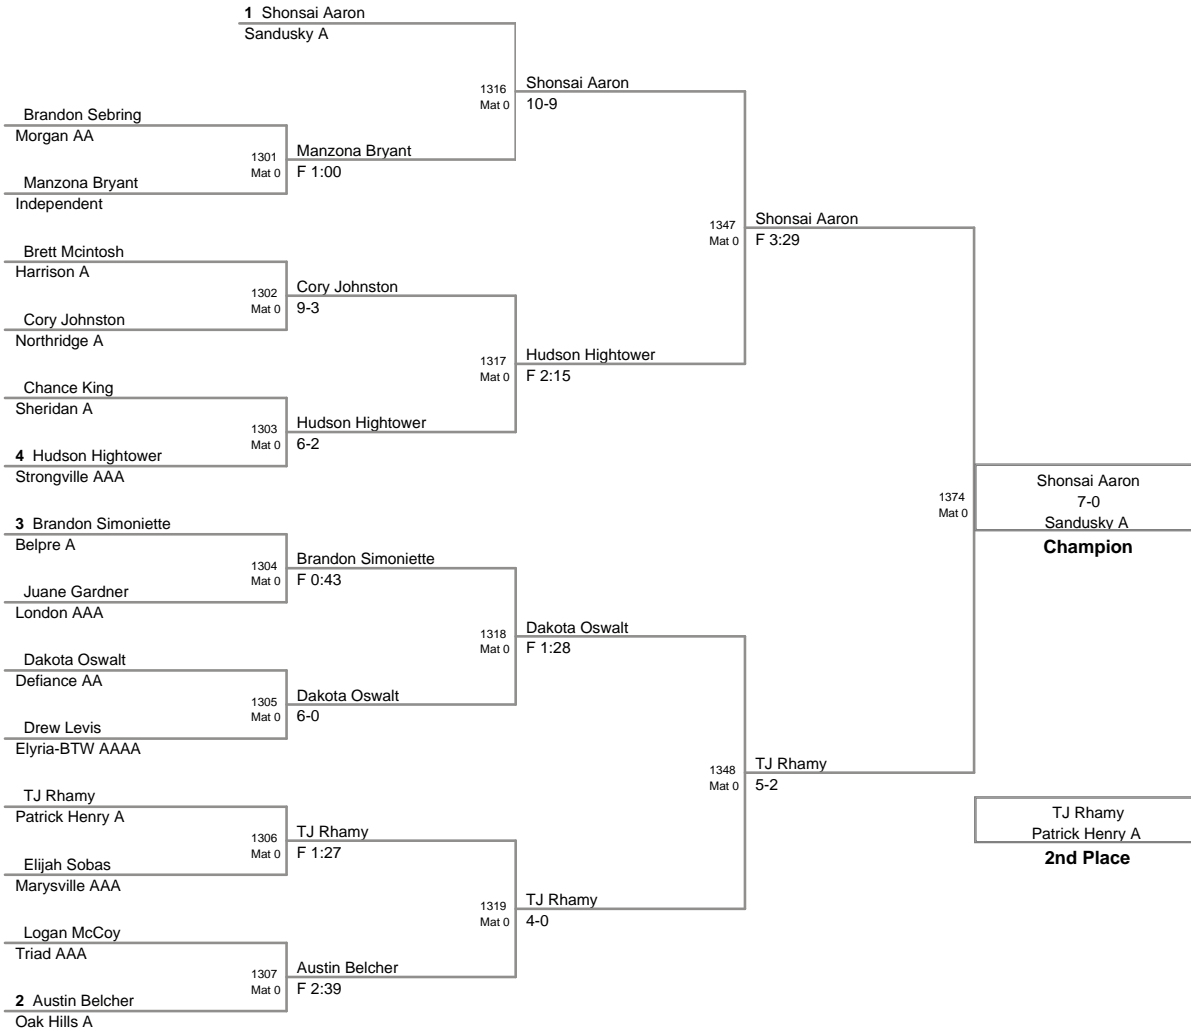 1 Shonsai Aaron
Sandusky A
1316
Mat 0
Shonsai Aaron
10-9
Brandon Sebring
Morgan AA
1301
Mat 0
Manzona Bryant
F 1:00
Manzona Bryant
Independent
1347
Mat 0
Shonsai Aaron
F 3:29
Brett Mcintosh
Harrison A
1302
Mat 0
Cory Johnston
9-3
Cory Johnston
Northridge A
1317
Mat 0
Hudson Hightower
F 2:15
Chance King
Sheridan A
1303
Mat 0
Hudson Hightower
6-2
4 Hudson Hightower
Strongville AAA
1374
Mat 0
Shonsai Aaron
7-0
Sandusky A
Champion
3 Brandon Simoniette
Belpre A
1304
Mat 0
Brandon Simoniette
F 0:43
Juane Gardner
London AAA
1318
Mat 0
Dakota Oswalt
F 1:28
Dakota Oswalt
Defiance AA
1305
Mat 0
Dakota Oswalt
6-0
Drew Levis
Elyria-BTW AAAA
1348
Mat 0
TJ Rhamy
5-2
TJ Rhamy
Patrick Henry A
1306
Mat 0
TJ Rhamy
F 1:27
Elijah Sobas
Marysville AAA
TJ Rhamy
Patrick Henry A
2nd Place
1319
Mat 0
TJ Rhamy
4-0
Logan McCoy
Triad AAA
1307
Mat 0
Austin Belcher
F 2:39
2 Austin Belcher
Oak Hills A